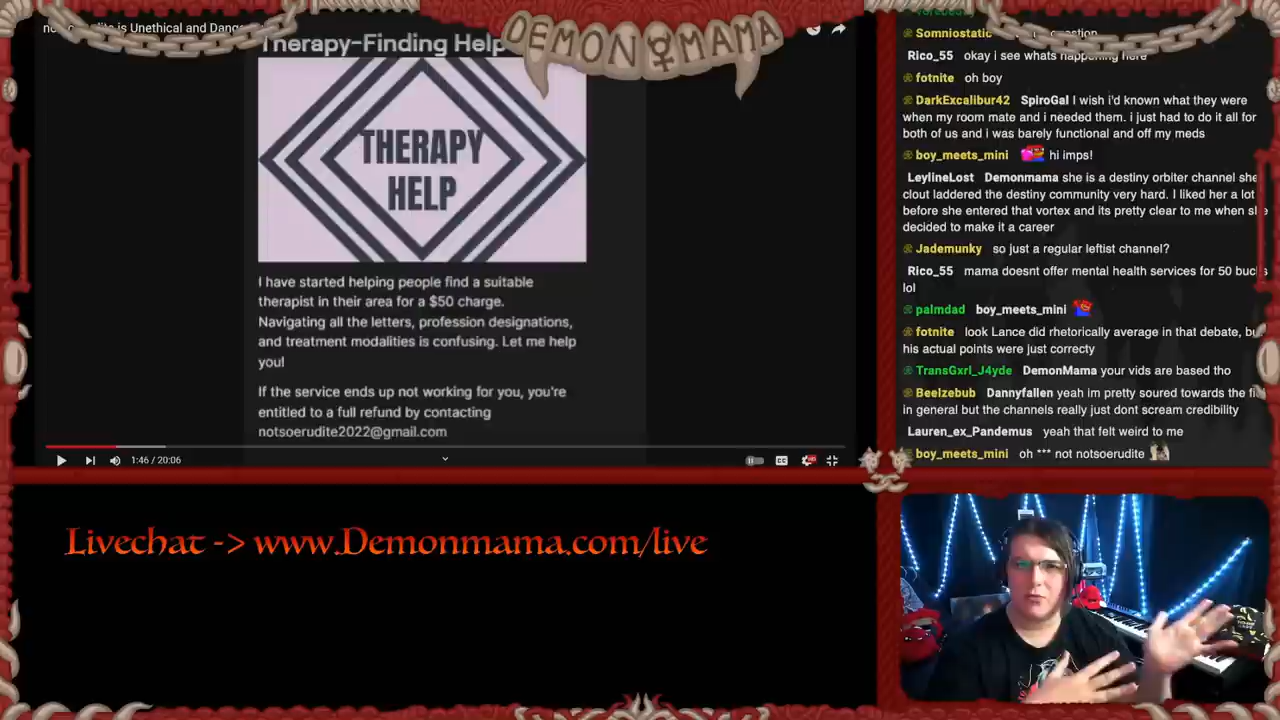 is Unethical and Dange
Therapy-Finding Help
THERAPY
HELP
I have started helping people find a suitable
therapist in their area for a $50 charge.
Navigating all the letters, profession designations,
and treatment modalities is confusing. Let me help
you!
If the service ends up not working for you, you're
entitled to a full refund by contacting
notsoerudite2022@gmail.com
1:46 / 20:06
CC
DEMON MAMA
Somniostatic
Rico_55 okay i see whats happening here
fotnite oh boy
DarkExcalibur42 SpiroGal I wish i'd known what they were
when my room mate and i needed them. i just had to do it all for
both of us and i was barely functional and off my meds
boy_meets_mini hi imps!
LeylineLost Demonmama she is a destiny orbiter channel she
clout laddered the destiny community very hard. I liked her a lot
before she entered that vortex and its pretty clear to me when she
decided to make it a career
Jademunky so just a regular leftist channel?
Rico_55 mama doesnt offer mental health services for 50 bucks
lol
palmdad boy_meets_mini
fotnite look Lance did rhetorically average in that debate, bu
his actual points were just correcty
TransGxrl_J4yde DemonMama your vids are based tho
Beelzebub Dannyfallen yeah im pretty soured towards the fi
in general but the channels really just dont scream credibility
Lauren_ex_Pandemus yeah that felt weird to me
boy_meets_mini oh *** not notsoerudite
Livechat -> www.Demonmama.com/live